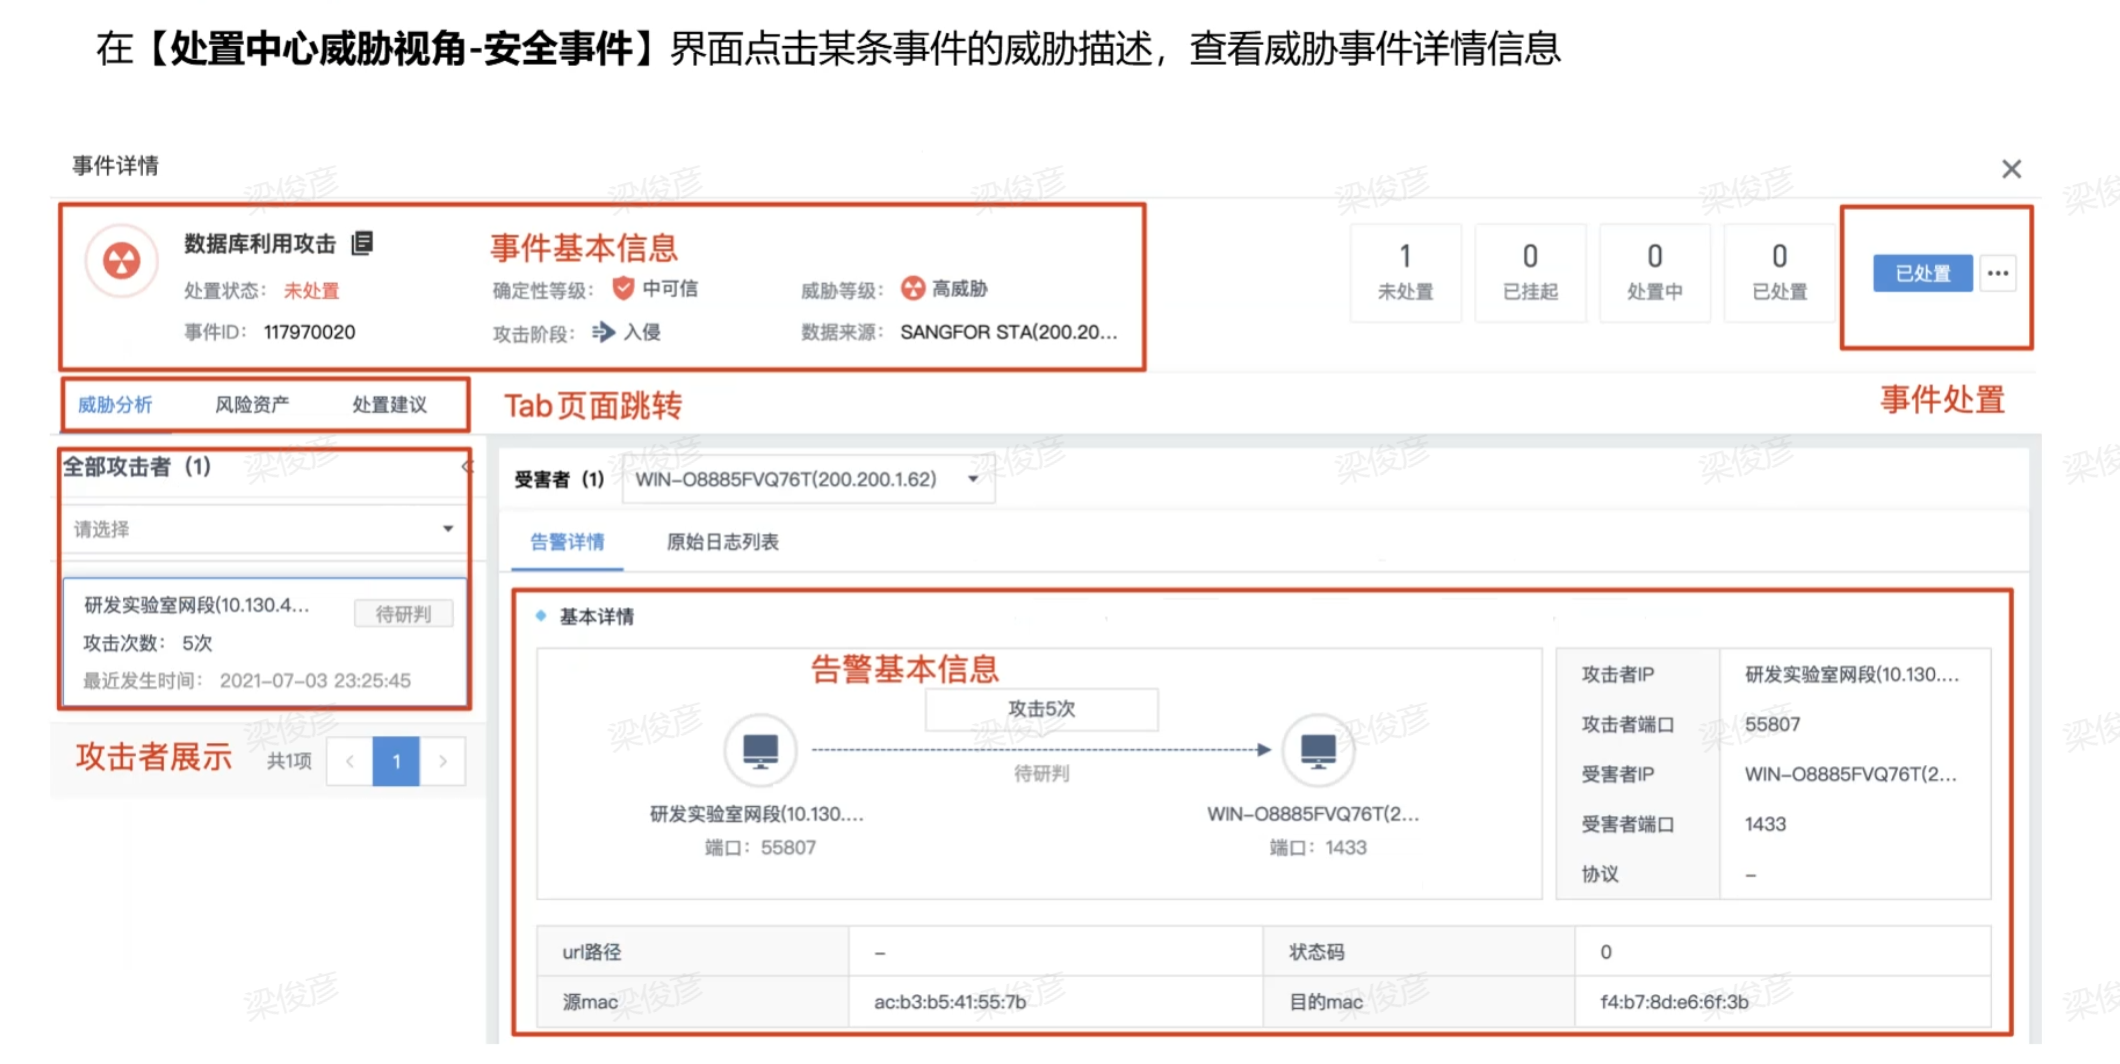 在【处置中心威胁视角-安全事件】界面点击某条事件的威胁描述，查看威胁事件详情信息
事件详情
数据库利用攻击
事件基本信息
处置状态： 未处置
确定性等级： 中可信
威胁等级： 高威胁
事件ID： 117970020
攻击阶段： 入侵
数据来源： SANGFOR STA(200.20...
1
未处置
0
已挂起
0
处置中
0
已处置
已处置
...
事件处置
威胁分析 风险资产 处置建议
Tab页面跳转
全部攻击者（1）
请选择
研发实验室网段(10.130.4...
待研判
攻击次数： 5次
最近发生时间： 2021-07-03 23:25:45
攻击者展示
共1项
< 1 >
受害者（1） WIN-O8885FVQ76T(200.200.1.62)
告警详情 原始日志列表
基本详情
告警基本信息
攻击5次
待研判
研发实验室网段(10.130....
端口：55807
WIN-O8885FVQ76T(2...
端口：1433
攻击者IP 研发实验室网段(10.130....
攻击者端口 55807
受害者IP WIN-O8885FVQ76T(2...
受害者端口 1433
协议 -
url路径 - 状态码 0
源mac ac:b3:b5:41:55:7b 目的mac f4:b7:8d:e6:6f:3b
梁俊彦